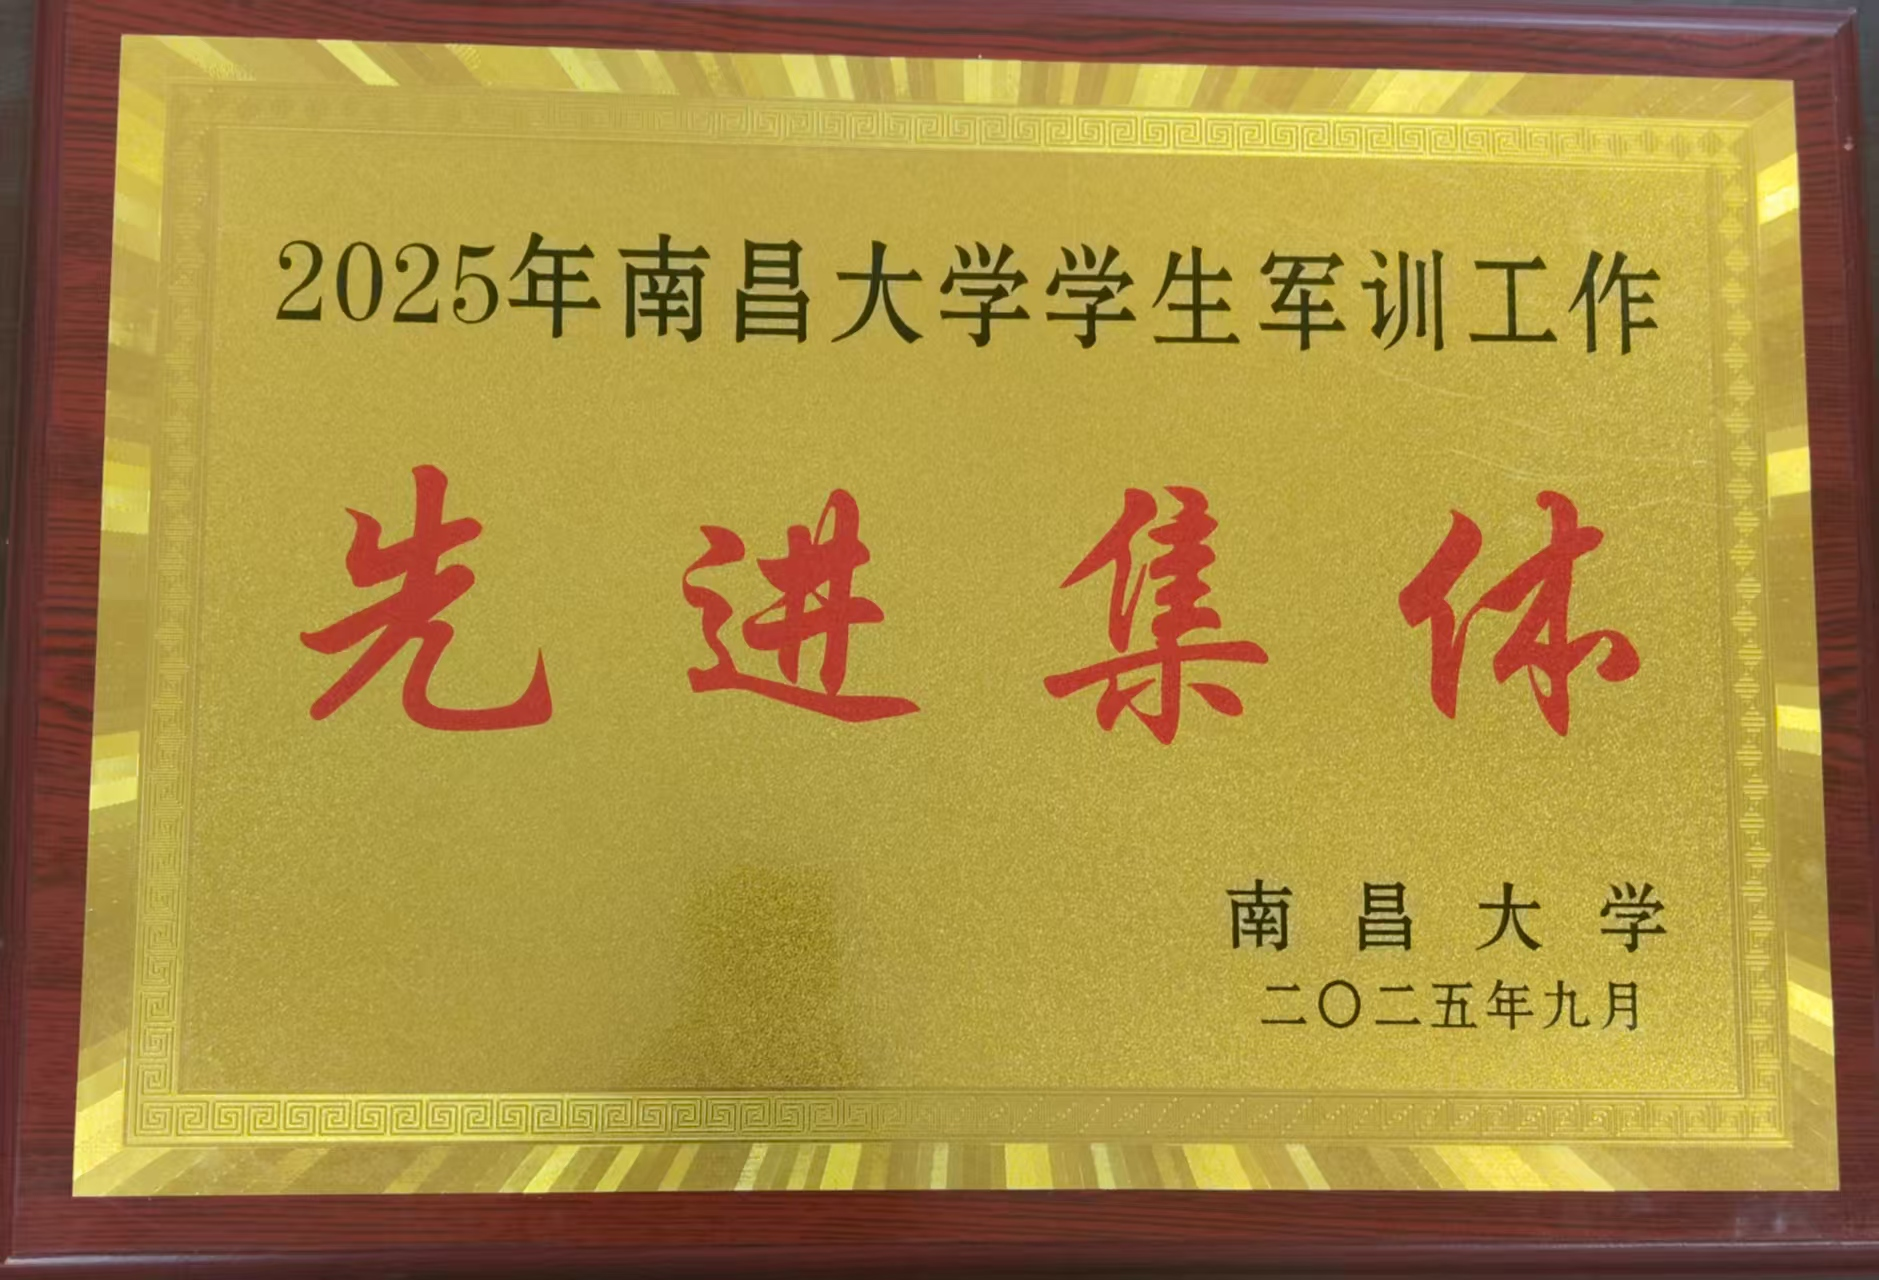 2025年南昌大学学生军训工作
先进集体
南昌大学
二〇二五年九月